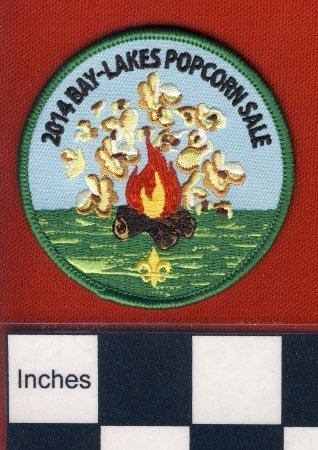 2014 BAY-LAKES POPCORN SALE
Inches